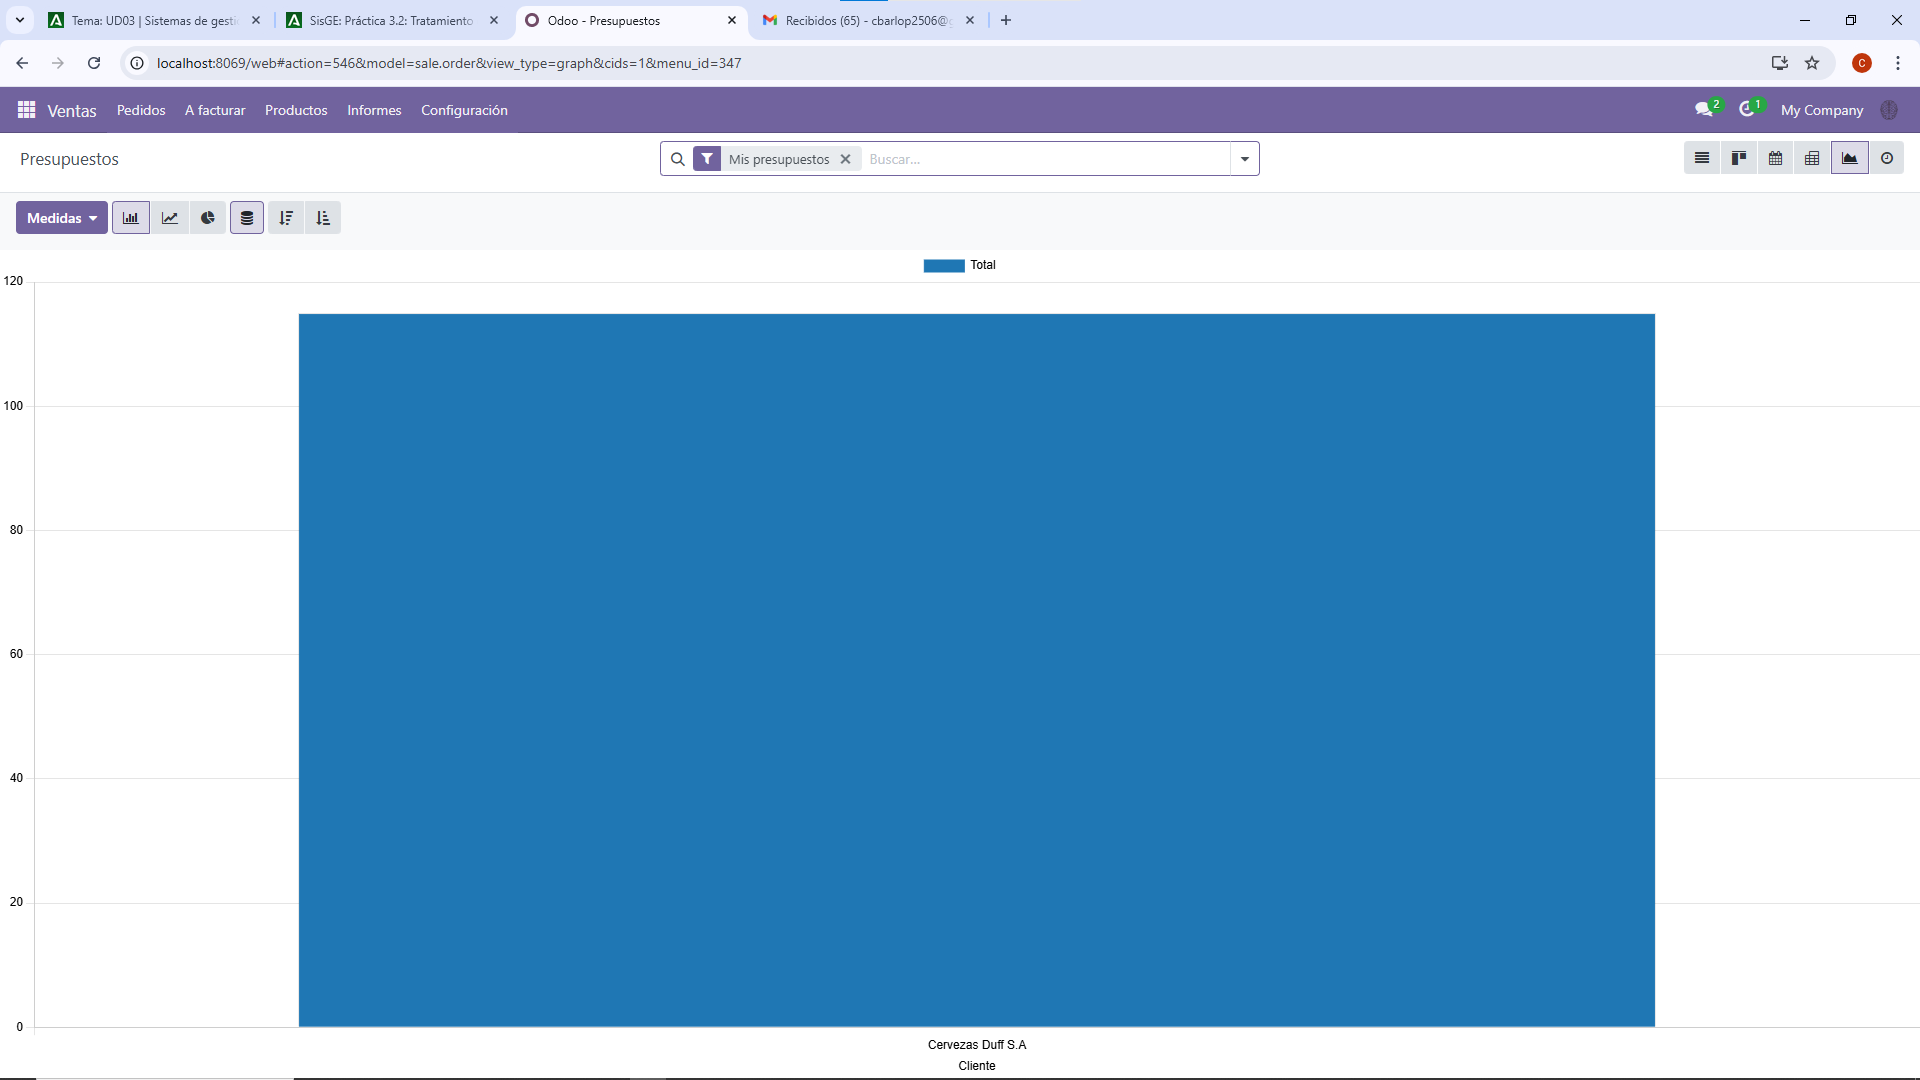 Tema: UD03 | Sistemas de gesti
SisGE: Práctica 3.2: Tratamiento
Odoo - Presupuestos
Recibidos (65) - cbarlop2506@g
localhost:8069/web#action=546&model=sale.order&view_type=graph&cids=1&menu_id=347
C
Ventas
Pedidos
A facturar
Productos
Informes
Configuración
2
1
My Company
Presupuestos
Mis presupuestos
Buscar...
Medidas
Total
120
100
80
60
40
20
0
Cervezas Duff S.A
Cliente